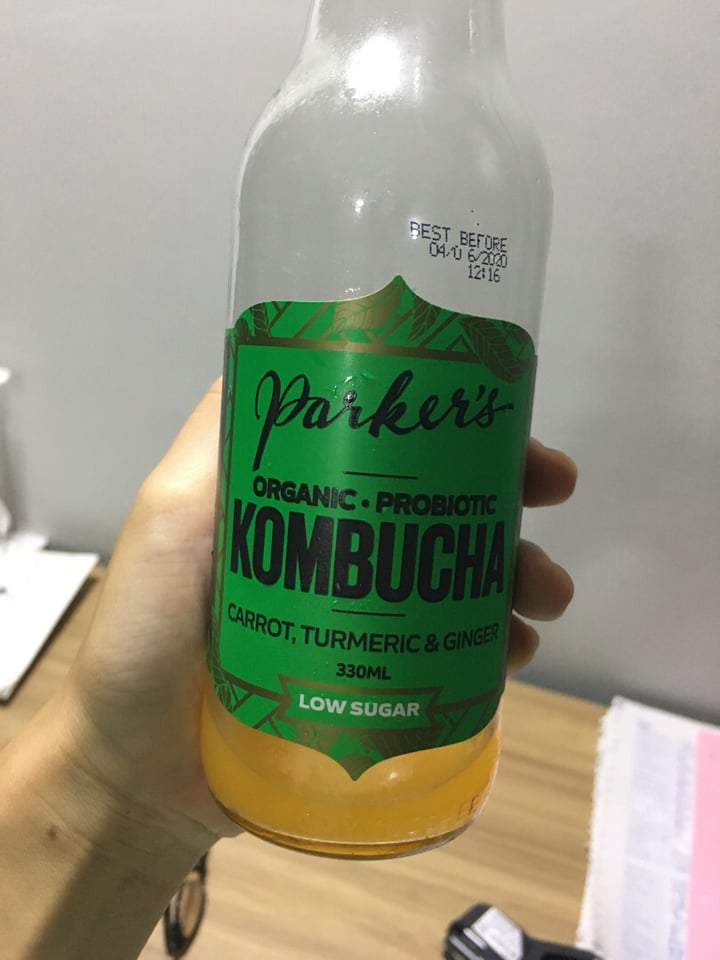 BEST BEFORE
04/06/2020
12:16
Parker's
ORGANIC • PROBIOTIC
KOMBUCHA
CARROT, TURMERIC & GINGER
330ML
LOW SUGAR